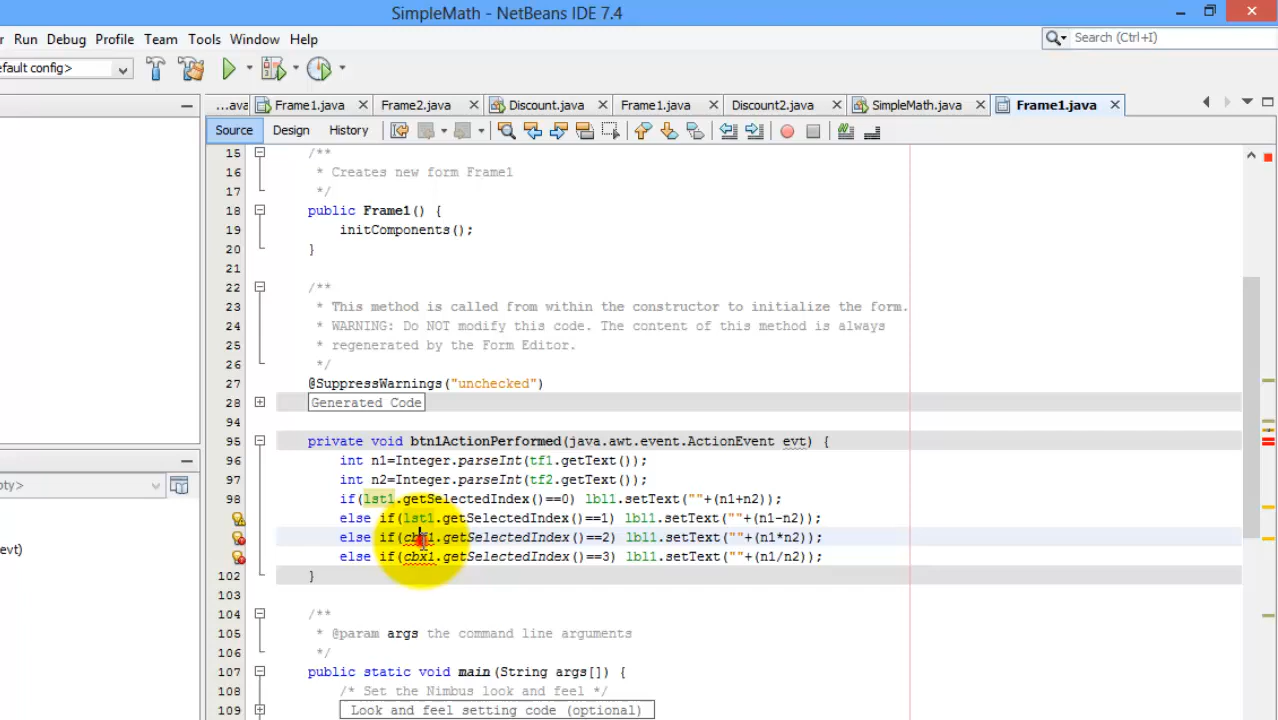 SimpleMath - NetBeans IDE 7.4
Run Debug Profile Team Tools Window Help
Search (Ctrl+I)
efault config>
...ava Frame1.java Frame2.java Discount.java Frame1.java Discount2.java SimpleMath.java Frame1.java
Source Design History
15 /**
16 * Creates new form Frame1
17 */
18 public Frame1() {
19 initComponents();
20 }
21
22 /**
23 * This method is called from within the constructor to initialize the form.
24 * WARNING: Do NOT modify this code. The content of this method is always
25 * regenerated by the Form Editor.
26 */
27 @SuppressWarnings("unchecked")
28 Generated Code
94
95 private void btn1ActionPerformed(java.awt.event.ActionEvent evt) {
96 int n1=Integer.parseInt(tf1.getText());
97 int n2=Integer.parseInt(tf2.getText());
98 if(lst1.getSelectedIndex()==0) lbl1.setText(""+(n1+n2));
else if(lst1.getSelectedIndex()==1) lbl1.setText(""+(n1-n2));
else if(cbx1.getSelectedIndex()==2) lbl1.setText(""+(n1*n2));
else if(cbx1.getSelectedIndex()==3) lbl1.setText(""+(n1/n2));
102 }
103
104 /**
105 * @param args the command line arguments
106 */
107 public static void main(String args[]) {
108 /* Set the Nimbus look and feel */
109 Look and feel setting code (optional)
pty>
evt)